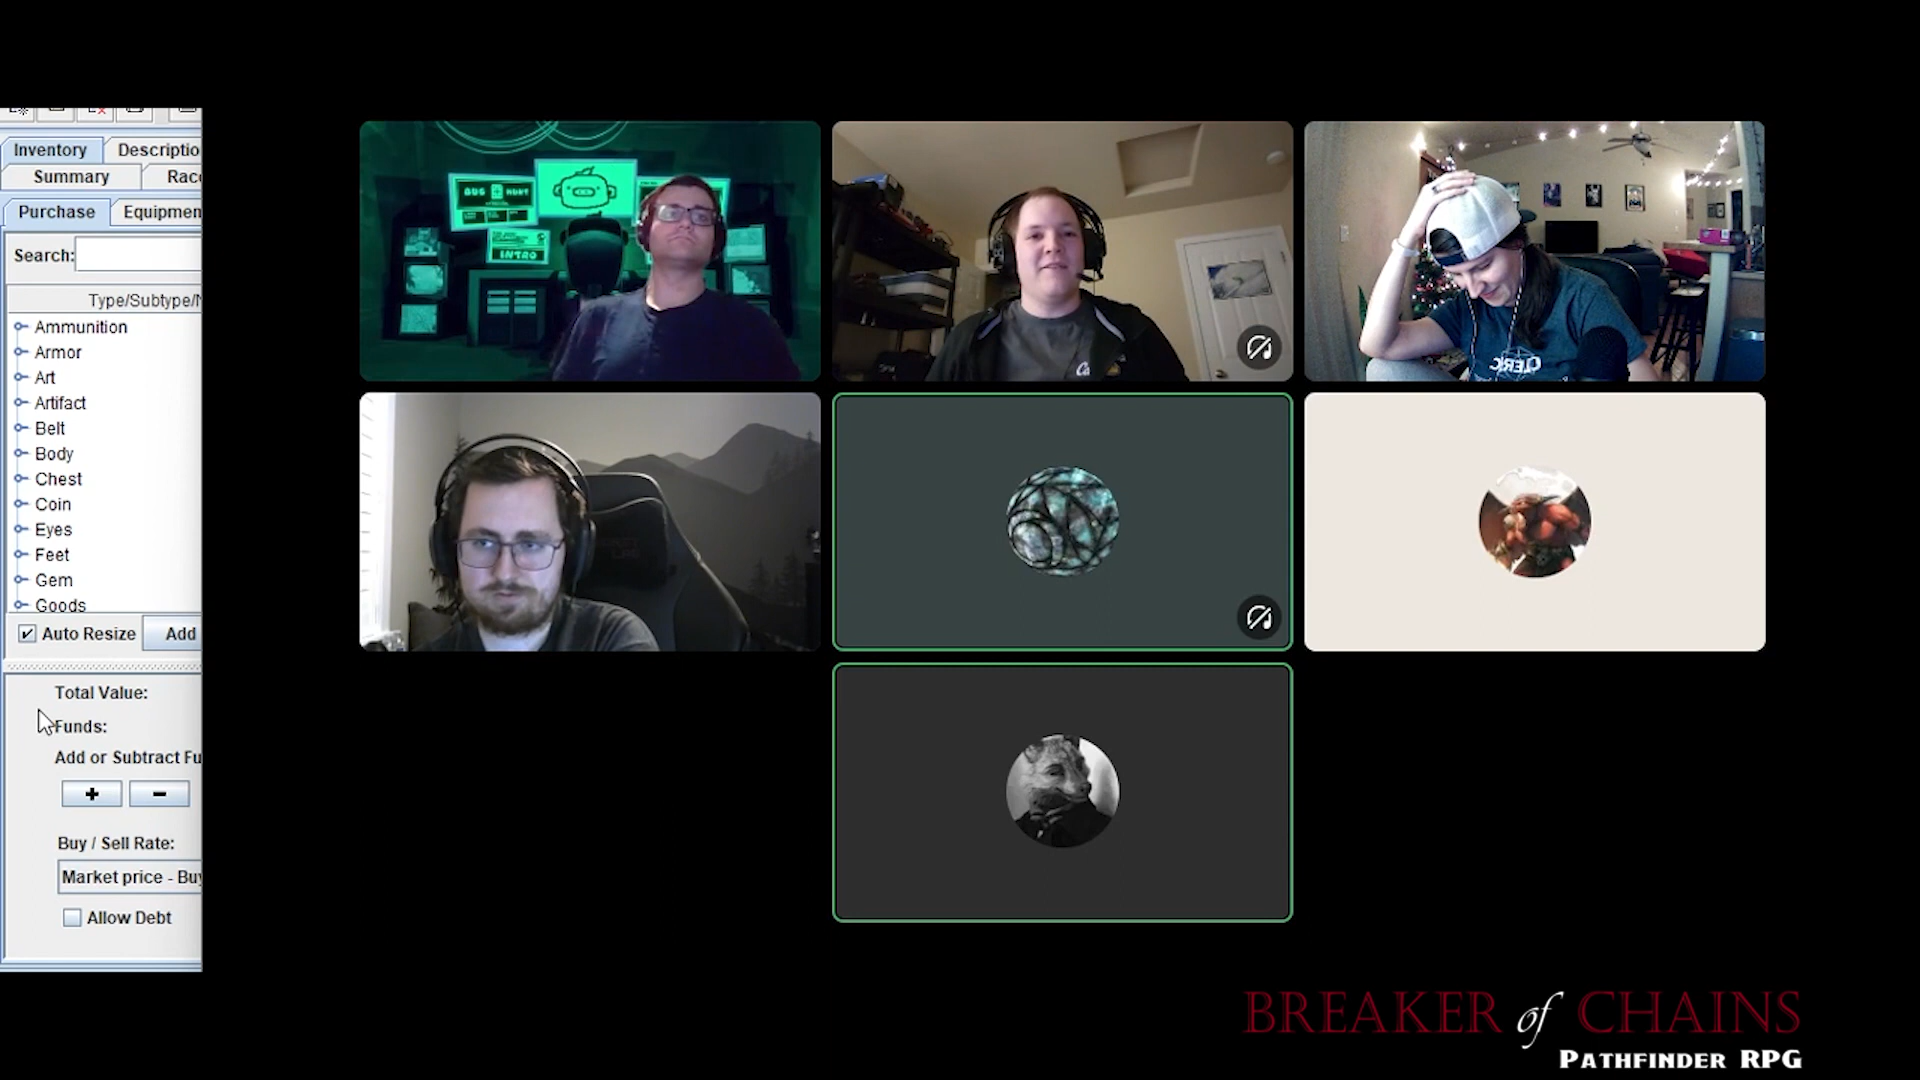 Inventory
Descriptio
Summary
Race
Purchase
Equipmen
Search:
Type/Subtype/N
Ammunition
Armor
Art
Artifact
Belt
Body
Chest
Coin
Eyes
Feet
Gem
Goods
Auto Resize
Add
Total Value:
Funds:
Add or Subtract Fu
+
-
Buy / Sell Rate:
Market price - Buy
Allow Debt
BUG HUNT
INTRO
CLERIC
BREAKER of CHAINS
PATHFINDER RPG